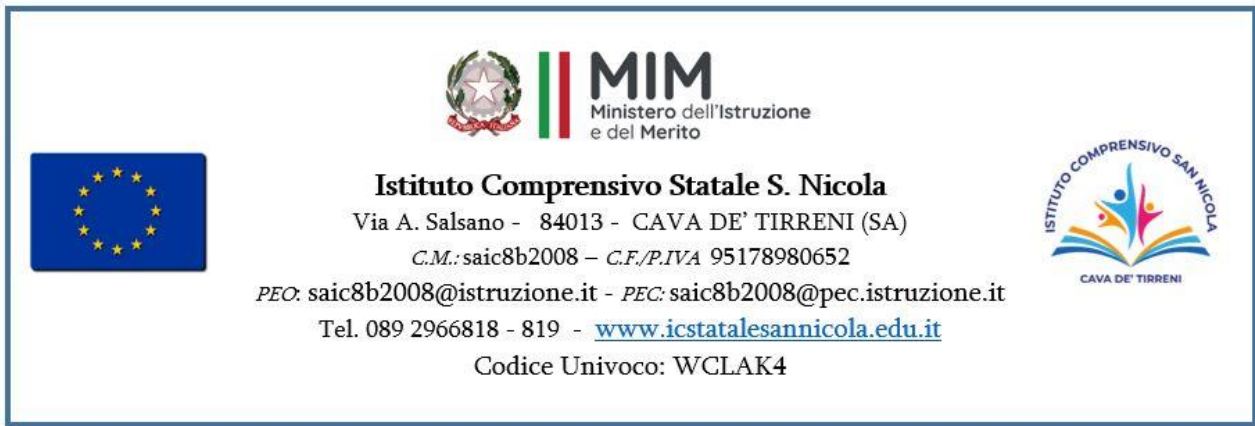 MIM
Ministero dell'Istruzione
e del Merito
REPVBBLICA ITALIANA
Istituto Comprensivo Statale S. Nicola
Via A. Salsano - 84013 - CAVA DE' TIRRENI (SA)
C.M.: saic8b2008 – C.F./P.IVA 95178980652
PEO: saic8b2008@istruzione.it - PEC: saic8b2008@pec.istruzione.it
Tel. 089 2966818 - 819 - www.icstatalesannicola.edu.it
Codice Univoco: WCLAK4
ISTITUTO COMPRENSIVO SAN NICOLA
CAVA DE' TIRRENI